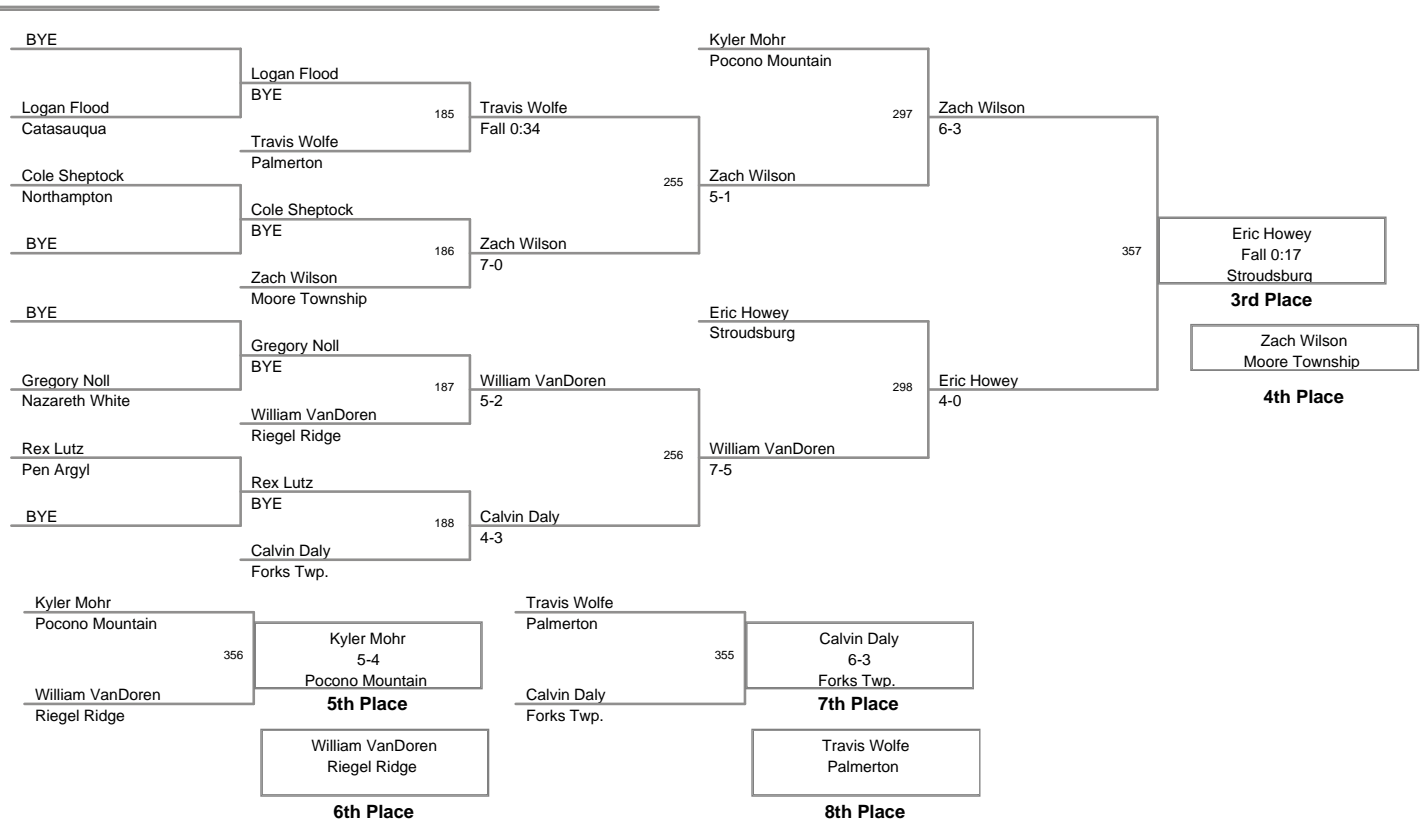 BYE
Logan Flood
Catasauqua
Cole Sheptock
Northampton
BYE
BYE
Gregory Noll
Nazareth White
Rex Lutz
Pen Argyl
BYE
Logan Flood
BYE
185
Travis Wolfe
Palmerton
Cole Sheptock
BYE
186
Zach Wilson
Moore Township
Gregory Noll
BYE
187
William VanDoren
Riegel Ridge
Rex Lutz
BYE
188
Calvin Daly
Forks Twp.
Travis Wolfe
Fall 0:34
255
Zach Wilson
7-0
William VanDoren
5-2
256
Calvin Daly
4-3
Kyler Mohr
Pocono Mountain
297
Zach Wilson
5-1
Eric Howey
Stroudsburg
298
William VanDoren
7-5
Zach Wilson
6-3
357
Eric Howey
4-0
Eric Howey
Fall 0:17
Stroudsburg
3rd Place
Zach Wilson
Moore Township
4th Place
Kyler Mohr
Pocono Mountain
356
William VanDoren
Riegel Ridge
Kyler Mohr
5-4
Pocono Mountain
5th Place
William VanDoren
Riegel Ridge
6th Place
Travis Wolfe
Palmerton
355
Calvin Daly
Forks Twp.
Calvin Daly
6-3
Forks Twp.
7th Place
Travis Wolfe
Palmerton
8th Place